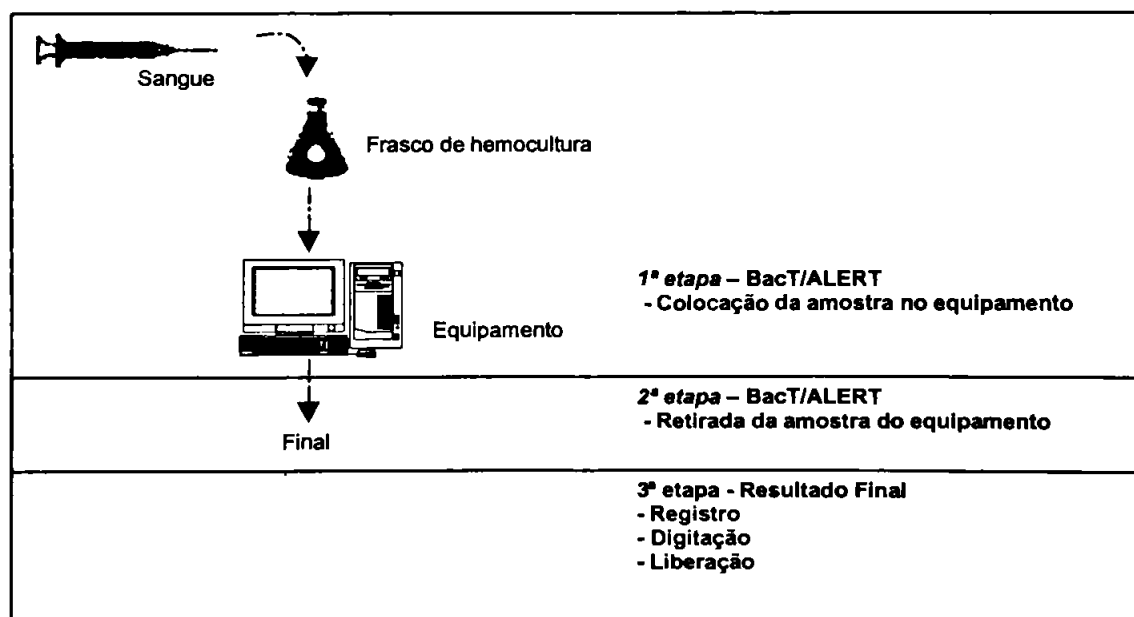 Sangue
Frasco de hemocultura
Equipamento
1ª etapa – BacT/ALERT
- Colocação da amostra no equipamento
2ª etapa – BacT/ALERT
- Retirada da amostra do equipamento
Final
3ª etapa - Resultado Final
- Registro
- Digitação
- Liberação